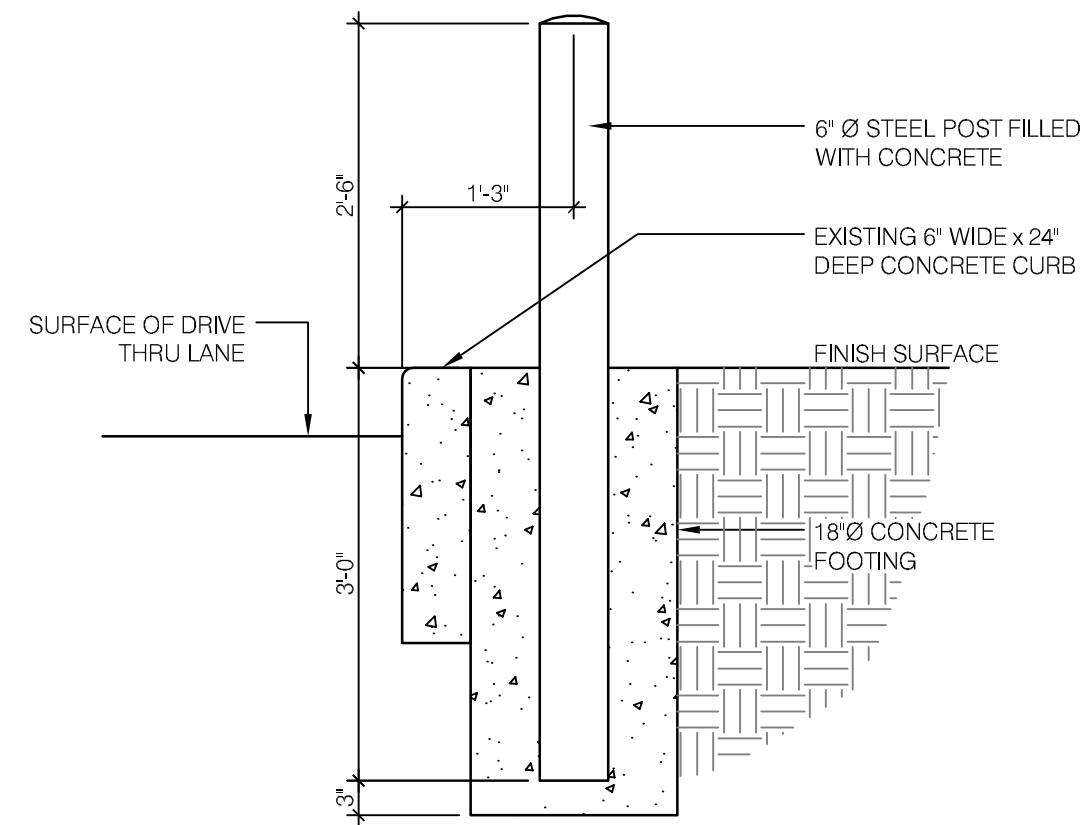 6" Ø STEEL POST FILLED
WITH CONCRETE
2'-6"
1'-3"
EXISTING 6" WIDE x 24"
DEEP CONCRETE CURB
SURFACE OF DRIVE
THRU LANE
FINISH SURFACE
18"Ø CONCRETE
FOOTING
3'-0"
3"